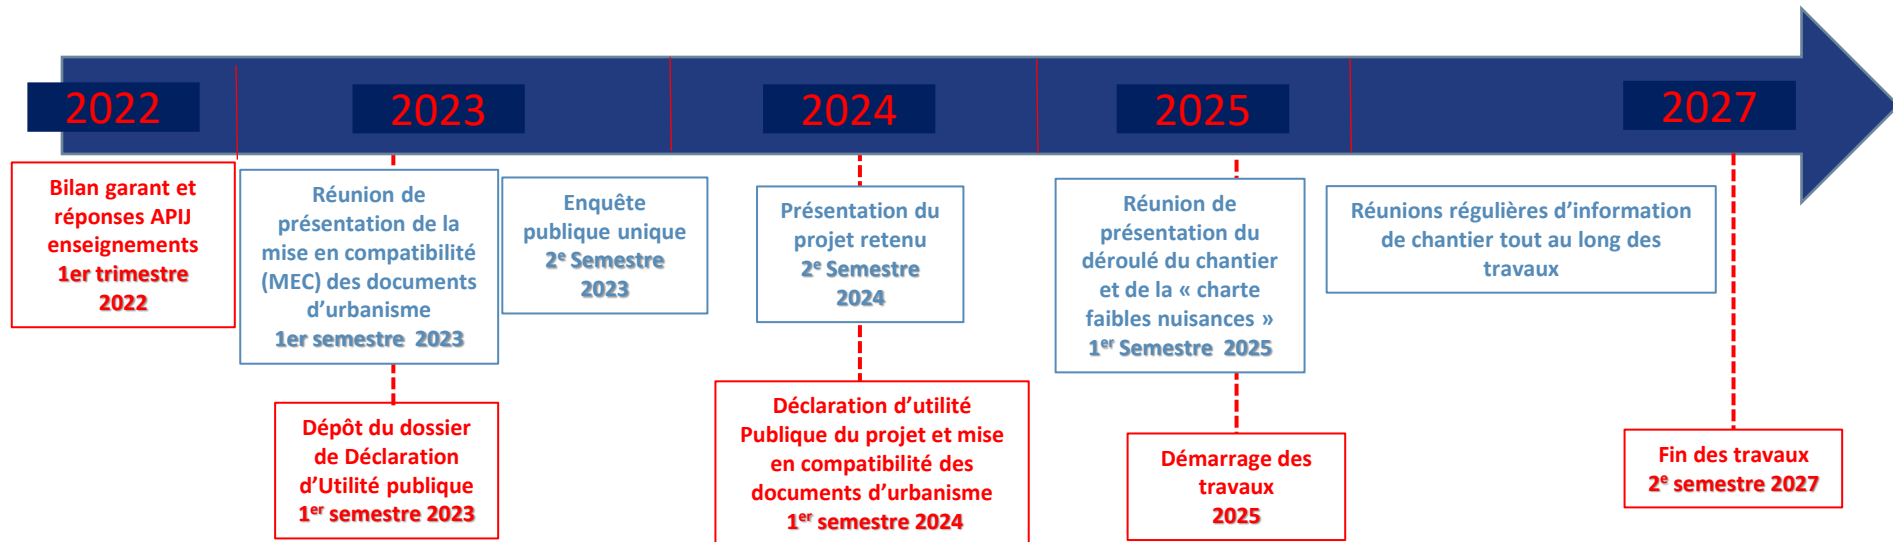 2022
2023
2024
2025
2027
Bilan garant et
réponses APIJ
enseignements
1er trimestre
2022
Réunion de
présentation de la
mise en compatibilité
(MEC) des documents
d’urbanisme
1er semestre 2023
Enquête
publique unique
2e Semestre
2023
Présentation du
projet retenu
2e Semestre
2024
Réunion de
présentation du
déroulé du chantier
et de la « charte
faibles nuisances »
1er Semestre 2025
Réunions régulières d’information
de chantier tout au long des
travaux
Dépôt du dossier
de Déclaration
d’Utilité publique
1er semestre 2023
Déclaration d’utilité
Publique du projet et mise
en compatibilité des
documents d’urbanisme
1er semestre 2024
Démarrage des
travaux
2025
Fin des travaux
2e semestre 2027